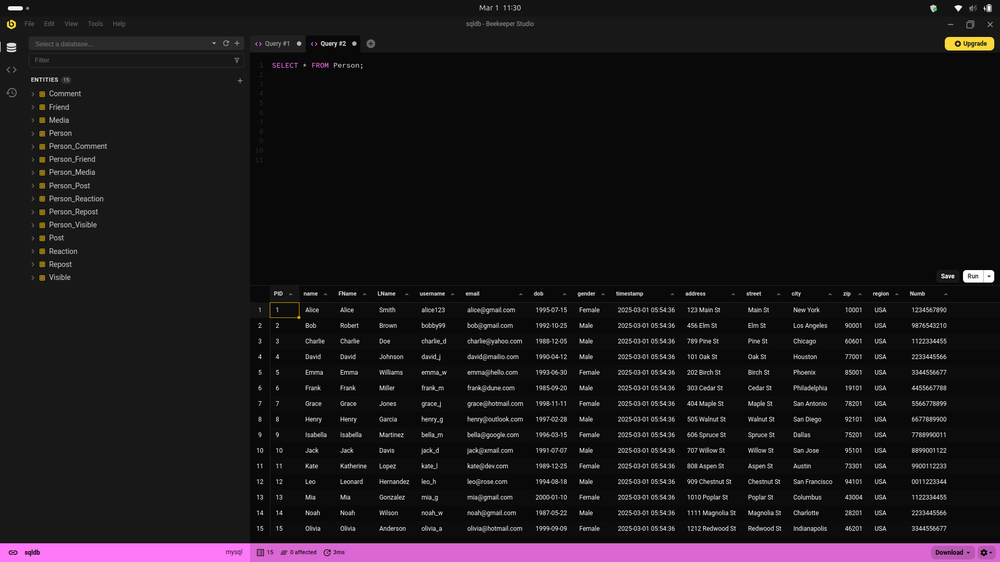 Mar 1 11:30
File Edit View Tools Help
sqldb - Beekeeper Studio
Select a database...
Filter
ENTITIES 15
Comment
Friend
Media
Person
Person_Comment
Person_Friend
Person_Media
Person_Post
Person_Reaction
Person_Repost
Person_Visible
Post
Reaction
Repost
Visible
Query #1 Query #2
Upgrade
1 SELECT * FROM Person;
2
3
4
5
6
7
8
9
10
11
Save Run
PID name FName LName username email dob gender timestamp address street city zip region Numb
1 1 Alice Alice Smith alice123 alice@gmail.com 1995-07-15 Female 2025-03-01 05:54:36 123 Main St Main St New York 10001 USA 1234567890
2 2 Bob Robert Brown bobby99 bob@gmail.com 1992-10-25 Male 2025-03-01 05:54:36 456 Elm St Elm St Los Angeles 90001 USA 9876543210
3 3 Charlie Charlie Doe charlie_d charlie@yahoo.com 1988-12-05 Male 2025-03-01 05:54:36 789 Pine St Pine St Chicago 60601 USA 1122334455
4 4 David David Johnson david_j david@mailio.com 1990-04-12 Male 2025-03-01 05:54:36 101 Oak St Oak St Houston 77001 USA 2233445566
5 5 Emma Emma Williams emma_w emma@hello.com 1993-06-30 Female 2025-03-01 05:54:36 202 Birch St Birch St Phoenix 85001 USA 3344556677
6 6 Frank Frank Miller frank_m frank@dune.com 1985-09-20 Male 2025-03-01 05:54:36 303 Cedar St Cedar St Philadelphia 19101 USA 4455667788
7 7 Grace Grace Jones grace_j grace@hotmail.com 1998-11-11 Female 2025-03-01 05:54:36 404 Maple St Maple St San Antonio 78201 USA 5566778899
8 8 Henry Henry Garcia henry_g henry@outlook.com 1997-02-28 Male 2025-03-01 05:54:36 505 Walnut St Walnut St San Diego 92101 USA 6677889900
9 9 Isabella Isabella Martinez bella_m bella@google.com 1996-03-15 Female 2025-03-01 05:54:36 606 Spruce St Spruce St Dallas 75201 USA 7788990011
10 10 Jack Jack Davis jack_d jack@xmail.com 1991-07-07 Male 2025-03-01 05:54:36 707 Willow St Willow St San Jose 95101 USA 8899001122
11 11 Kate Katherine Lopez kate_l kate@dev.com 1989-12-25 Female 2025-03-01 05:54:36 808 Aspen St Aspen St Austin 73301 USA 9900112233
12 12 Leo Leonard Hernandez leo_h leo@rose.com 1994-08-18 Male 2025-03-01 05:54:36 909 Chestnut St Chestnut St San Francisco 94101 USA 0011223344
13 13 Mia Mia Gonzalez mia_g mia@gmail.com 2000-01-10 Female 2025-03-01 05:54:36 1010 Poplar St Poplar St Columbus 43004 USA 1122334455
14 14 Noah Noah Wilson noah_w noah@gmail.com 1987-05-22 Male 2025-03-01 05:54:36 1111 Magnolia St Magnolia St Charlotte 28201 USA 2233445566
15 15 Olivia Olivia Anderson olivia_a olivia@hotmail.com 1999-09-09 Female 2025-03-01 05:54:36 1212 Redwood St Redwood St Indianapolis 46201 USA 3344556677
sqldb mysql 15 0 affected 3ms Download